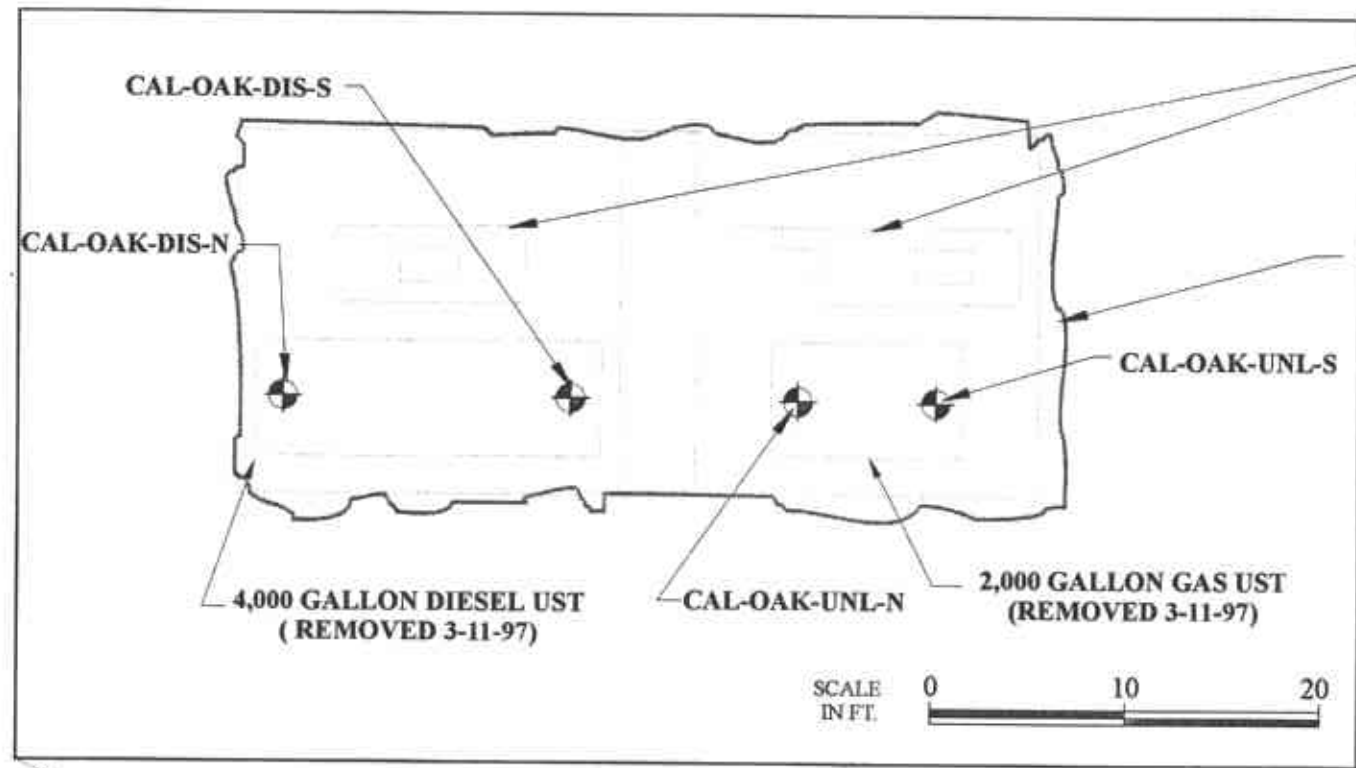 CAL-OAK-DIS-S
CAL-OAK-DIS-N
CAL-OAK-UNL-S
4,000 GALLON DIESEL UST
( REMOVED 3-11-97)
CAL-OAK-UNL-N
2,000 GALLON GAS UST
(REMOVED 3-11-97)
SCALE
IN FT.
0 10 20